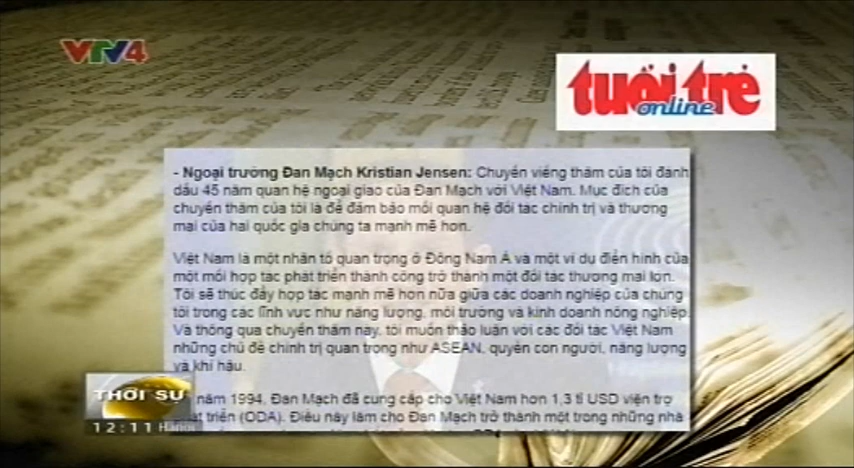 VTV4
tuổi trẻ
online
- Ngoại trưởng Đan Mạch Kristian Jensen: Chuyến viếng thăm của tôi đánh
dấu 45 năm quan hệ ngoại giao của Đan Mạch với Việt Nam. Mục đích của
chuyến thăm của tôi là để đảm bảo mối quan hệ đối tác chính trị và thương
mại của hai quốc gia chúng ta mạnh mẽ hơn.
Việt Nam là một nhân tố quan trọng ở Đông Nam Á và một ví dụ điển hình của
một mối hợp tác phát triển thành công trở thành một đối tác thương mại lớn.
Tôi sẽ thúc đẩy hợp tác mạnh mẽ hơn nữa giữa các doanh nghiệp của chúng
tôi trong các lĩnh vực như năng lượng, môi trường và kinh doanh nông nghiệp.
Và thông qua chuyến thăm này, tôi muốn thảo luận với các đối tác Việt Nam
những chủ đề chính trị quan trọng như ASEAN, quyền con người, năng lượng
và khí hậu.
năm 1994, Đan Mạch đã cung cấp cho Việt Nam hơn 1,3 tỉ USD viện trợ
át triển (ODA). Điều này làm cho Đan Mạch trở thành một trong những nhà
THỜI SỰ
12:11 Hà Nội